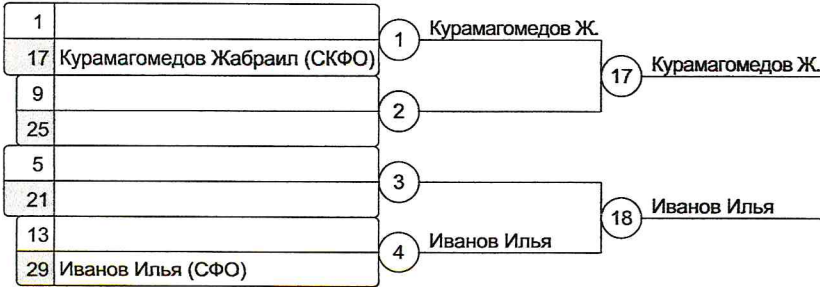 1
17 Курамагомедов Жабраил (СКФО)
1
Курамагомедов Ж.
9
25
2
17
Курамагомедов Ж.
5
21
3
13
29 Иванов Илья (СФО)
4
Иванов Илья
18
Иванов Илья